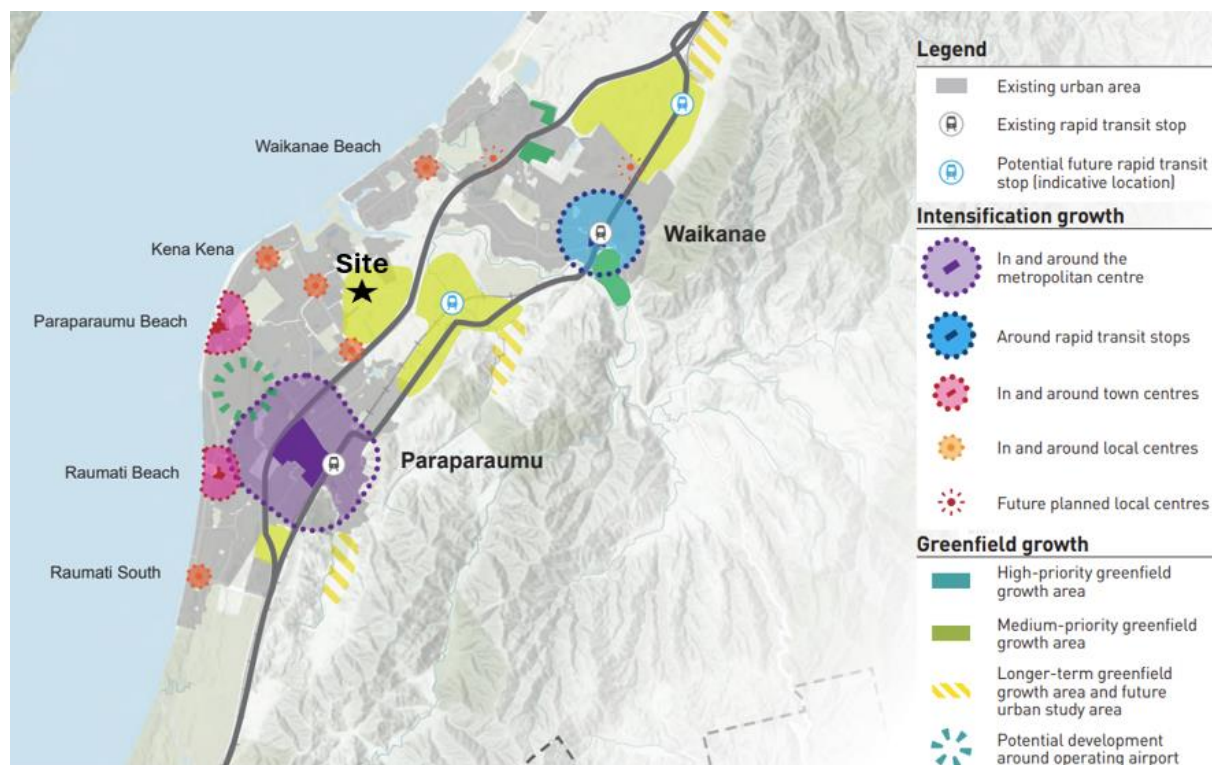 Waikanae Beach
Kena Kena
Site
Waikanae
Paraparaumu Beach
Raumati Beach
Paraparaumu
Raumati South
Legend
Existing urban area
Existing rapid transit stop
Potential future rapid transit
stop (indicative location)
Intensification growth
In and around the
metropolitan centre
Around rapid transit stops
In and around town centres
In and around local centres
Future planned local centres
Greenfield growth
High-priority greenfield
growth area
Medium-priority greenfield
growth area
Longer-term greenfield
growth area and future
urban study area
Potential development
around operating airport